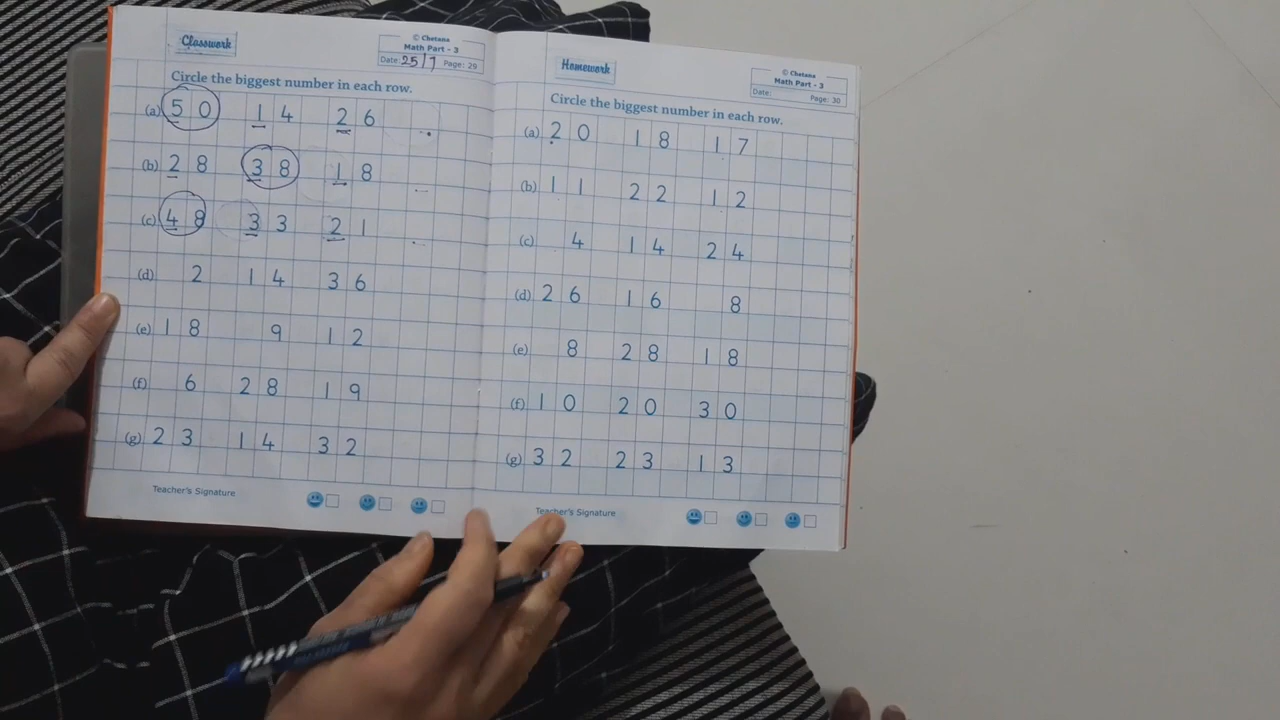 Classwork
© Chetana
Math Part - 3
Date: 25/7 Page: 29
Circle the biggest number in each row.
(a) 50 14 26
(b) 28 38 18
(c) 48 33 21
(d) 2 14 36
(e) 18 9 12
(f) 6 28 19
(g) 23 14 32
Teacher's Signature
Homework
© Chetana
Math Part - 3
Date: Page: 30
Circle the biggest number in each row.
(a) 20 18 17
(b) 11 22 12
(c) 4 14 24
(d) 26 16 8
(e) 8 28 18
(f) 10 20 30
(g) 32 23 13
Teacher's Signature